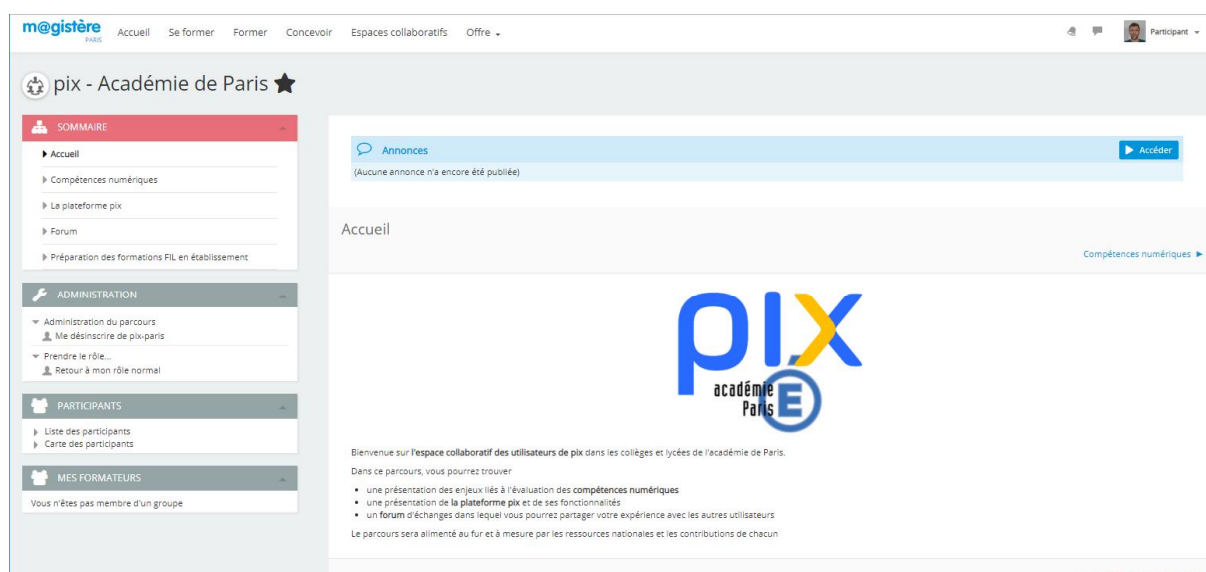 m@gistère
PARIS
Accueil Se former Former Concevoir Espaces collaboratifs Offre
Participant
pix - Académie de Paris
SOMMAIRE
Accueil
Compétences numériques
La plateforme pix
Forum
Préparation des formations FIL en établissement
ADMINISTRATION
Administration du parcours
Me désinscrire de pix-paris
Prendre le rôle...
Retour à mon rôle normal
PARTICIPANTS
Liste des participants
Carte des participants
MES FORMATEURS
Vous n'êtes pas membre d'un groupe
Annonces
Accéder
(Aucune annonce n'a encore été publiée)
Accueil
Compétences numériques
pix
académie
Paris É
Bienvenue sur l'espace collaboratif des utilisateurs de pix dans les collèges et lycées de l'académie de Paris.
Dans ce parcours, vous pourrez trouver
• une présentation des enjeux liés à l'évaluation des compétences numériques
• une présentation de la plateforme pix et de ses fonctionnalités
• un forum d'échanges dans lequel vous pourrez partager votre expérience avec les autres utilisateurs
Le parcours sera alimenté au fur et à mesure par les ressources nationales et les contributions de chacun